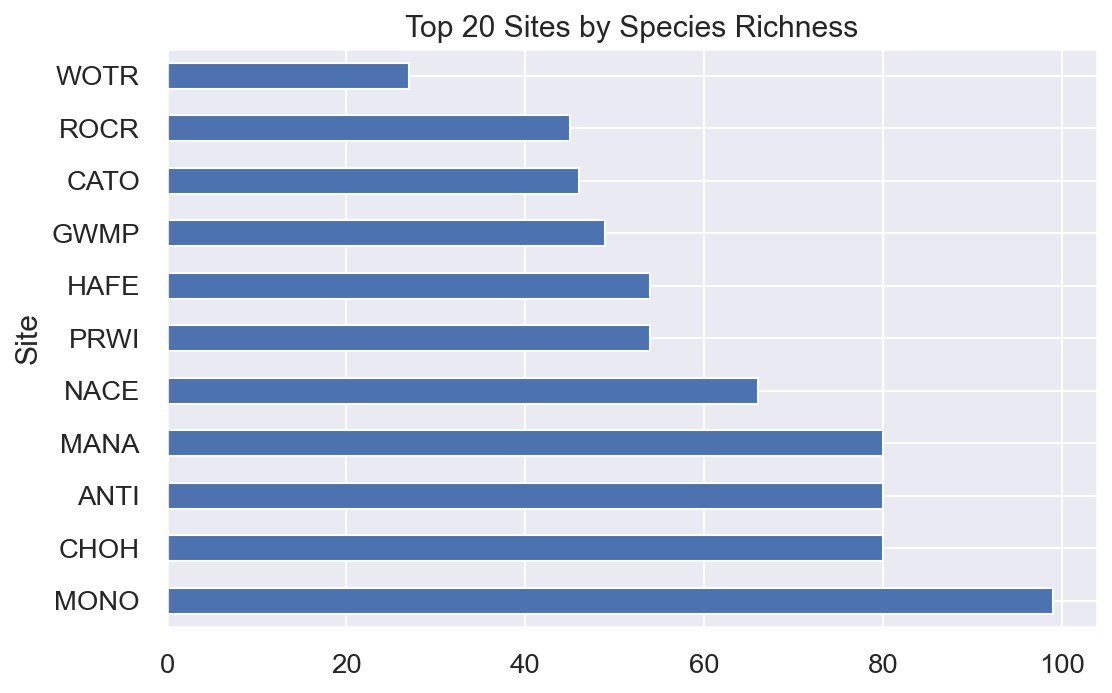 Top 20 Sites by Species Richness
WOTR
ROCR
CATO
GWMP
HAFE
PRWI
NACE
MANA
ANTI
CHOH
MONO
Site
0 20 40 60 80 100